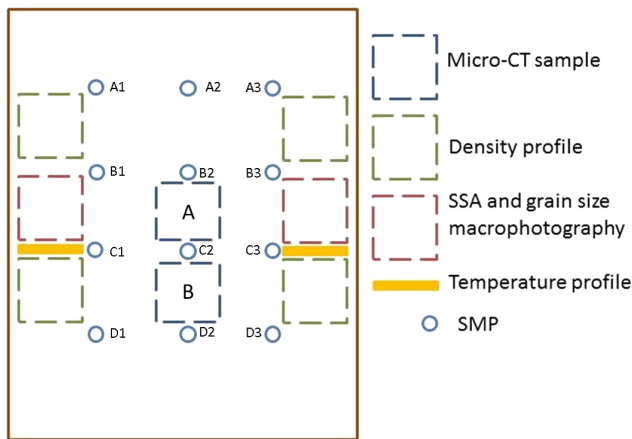 A1
A2
A3
B1
B2
B3
A
C1
C2
C3
B
D1
D2
D3
Micro-CT sample
Density profile
SSA and grain size
macrophotography
Temperature profile
SMP